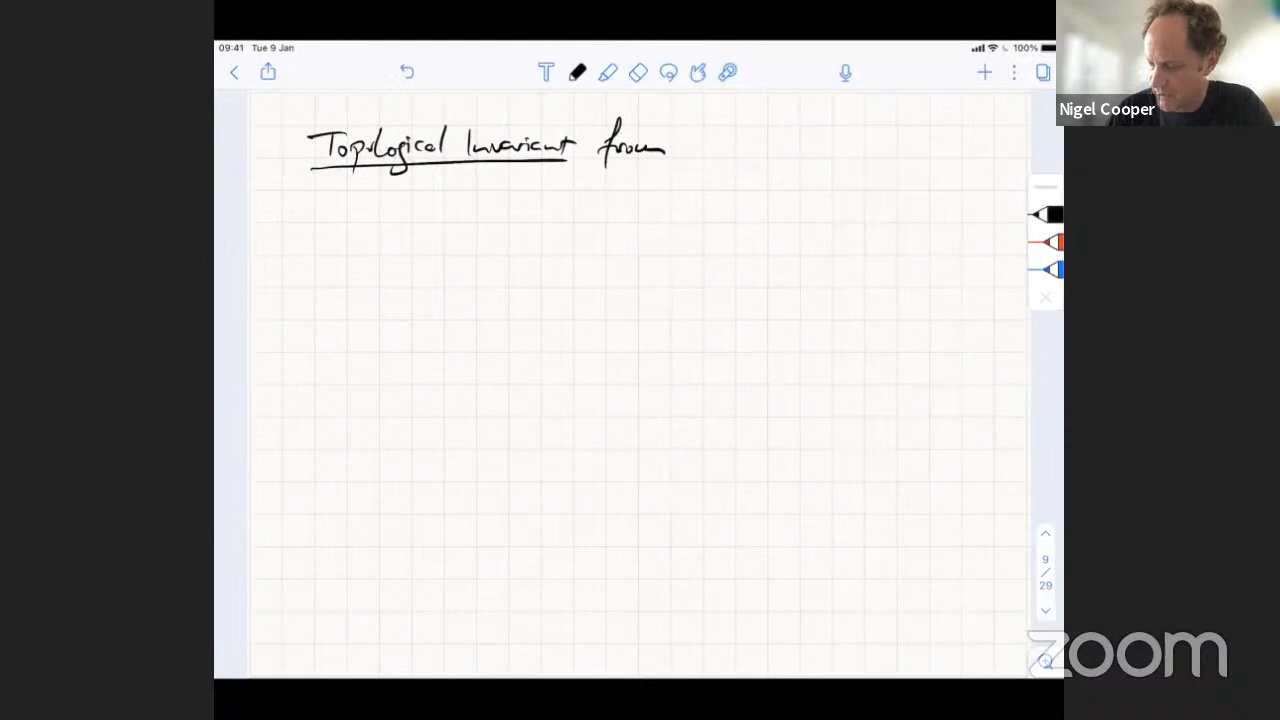 09:41 Tue 9 Jan
100%
Nigel Cooper
Topological Invariant from
9
/
29
zoom